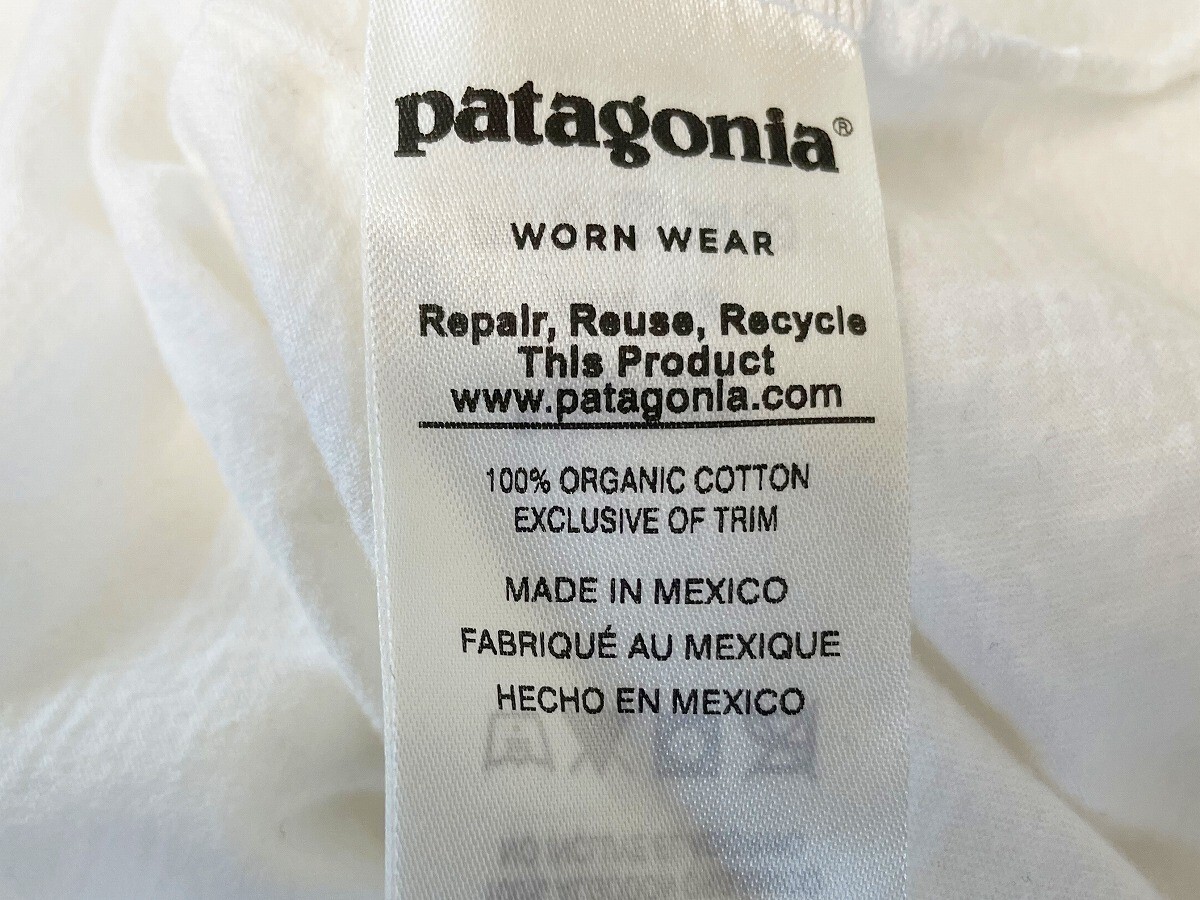 patagonia®
WORN WEAR
Repair, Reuse, Recycle
This Product
www.patagonia.com
100% ORGANIC COTTON
EXCLUSIVE OF TRIM
MADE IN MEXICO
FABRIQUÉ AU MEXIQUE
HECHO EN MEXICO